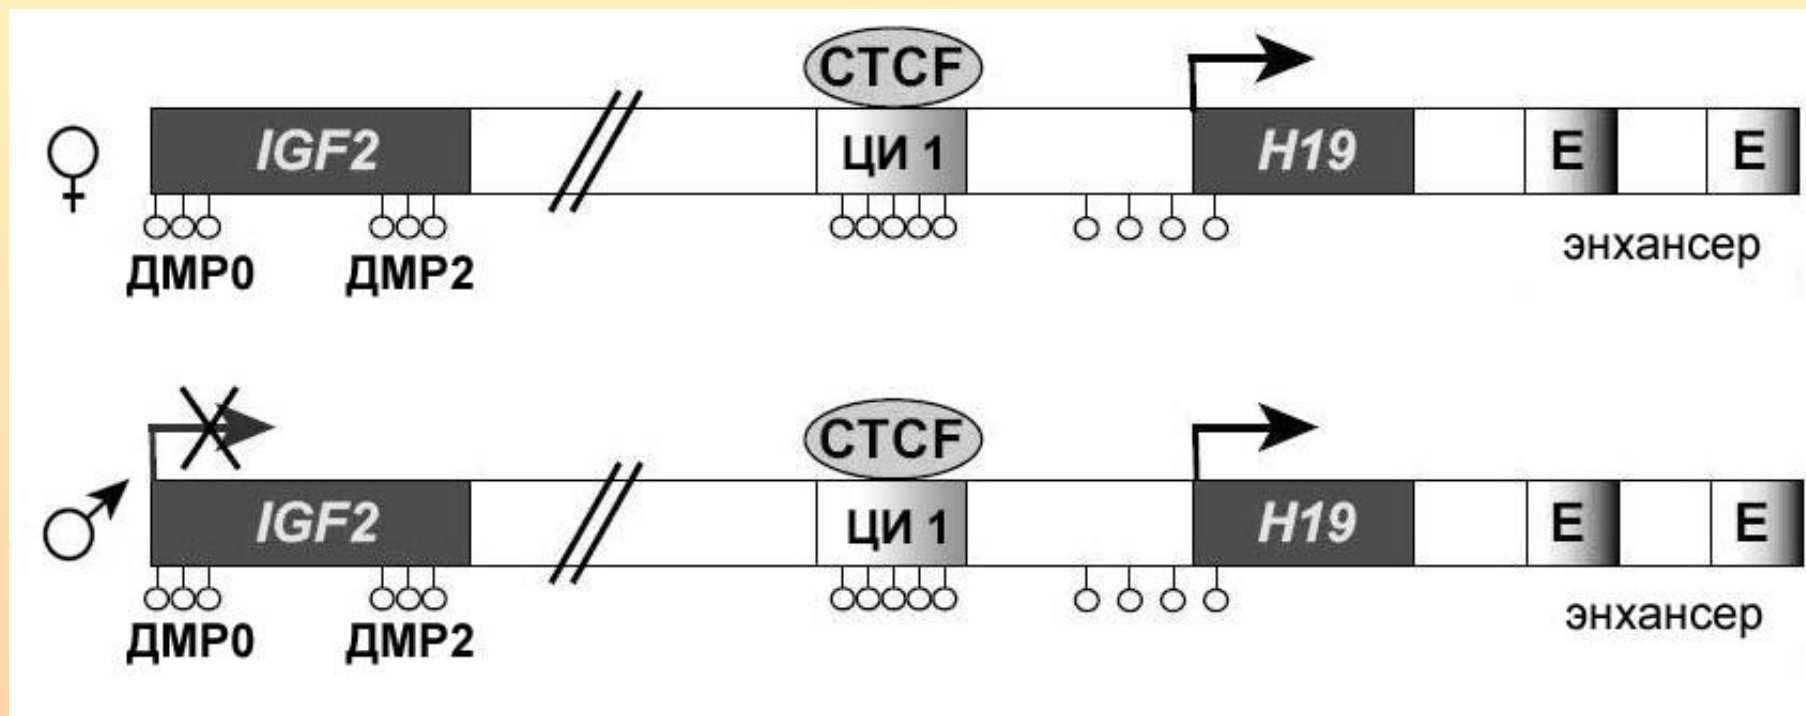 CTCF
IGF2 ЦИ 1 H19 E E
ДМР0 ДМР2 энхансер
CTCF
IGF2 ЦИ 1 H19 E E
ДМР0 ДМР2 энхансер